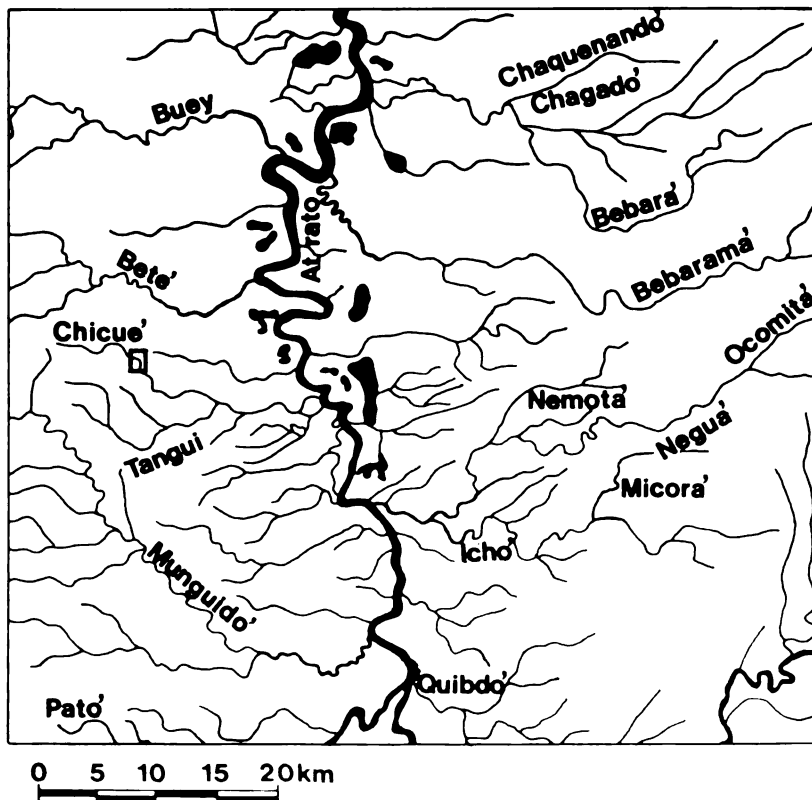 Chaquenando'
Chagado'
Buey
Bebara'
Atrato
Bebarama'
Bete'
Ocomita'
Chicue'
Nemota'
Negua'
Tangui
Micora'
Icho'
Munguido'
Quibdo'
Pato'
0 5 10 15 20km